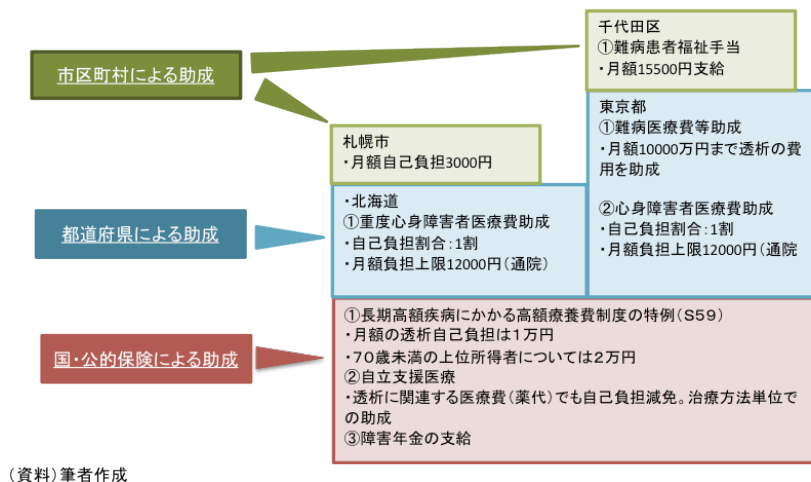 千代田区
①難病患者福祉手当
・月額15500円支給
市区町村による助成
東京都
①難病医療費等助成
・月額10000万円まで透析の費
用を助成
②心身障害者医療費助成
・自己負担割合：1割
・月額負担上限12000円（通院
札幌市
・月額自己負担3000円
都道府県による助成
・北海道
①重度心身障害者医療費助成
・自己負担割合：1割
・月額負担上限12000円（通院）
国・公的保険による助成
①長期高額疾病にかかる高額療養費制度の特例（S59）
・月額の透析自己負担は１万円
・７０歳未満の上位所得者については２万円
②自立支援医療
・透析に関連する医療費（薬代）でも自己負担減免。治療方法単位で
の助成
③障害年金の支給
（資料）筆者作成